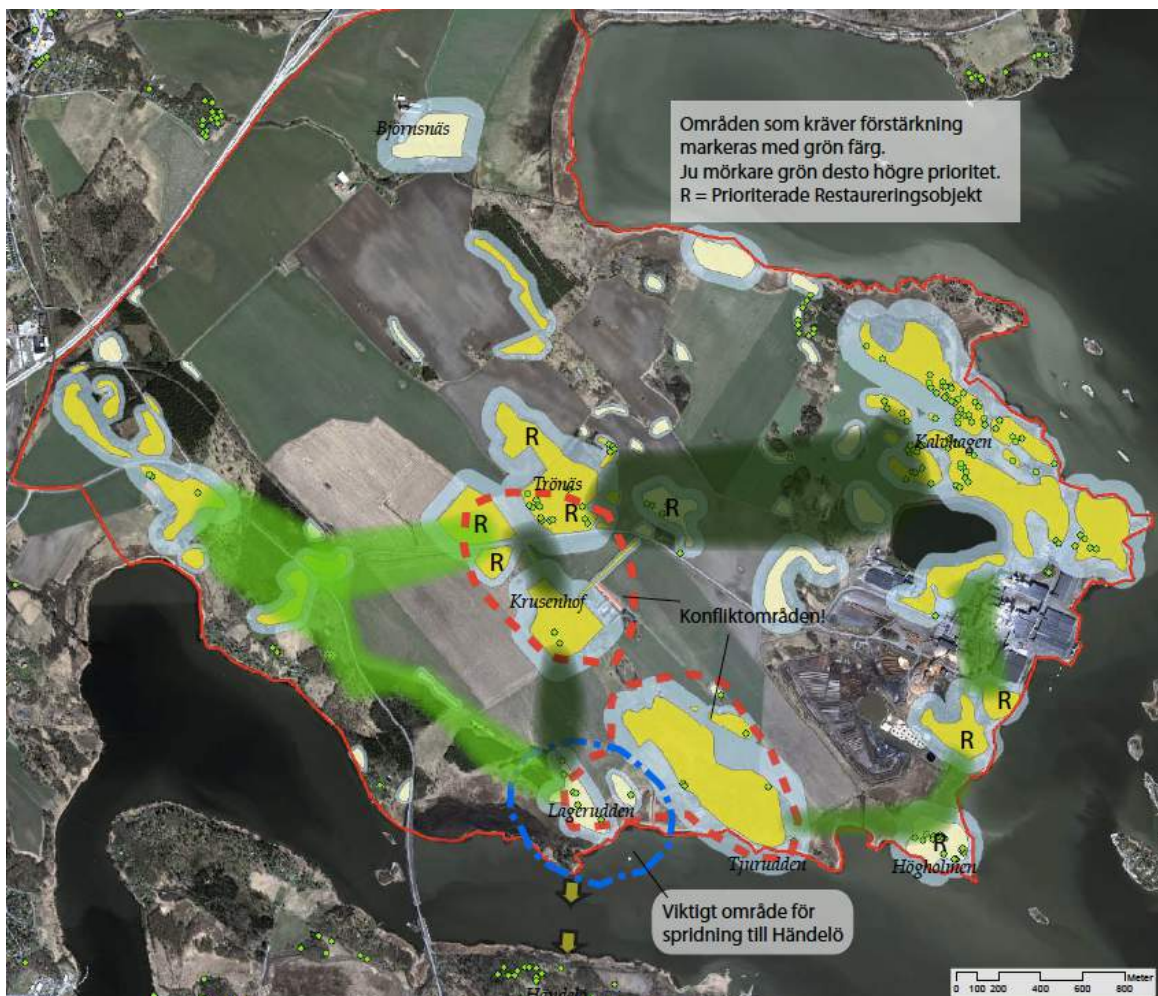 Björnsnäs
Områden som kräver förstärkning
markeras med grön färg.
Ju mörkare grön desto högre prioritet.
R = Prioriterade Restaureringsobjekt
R
Kalvhagen
Trönäs
R
R
R
R
Krusenhof
Konfliktområden!
R
R
Lagerudden
R
Tjurudden
Högholmen
Viktigt område för
spridning till Händelö
Händelö
Meter
0 100 200 400 600 800